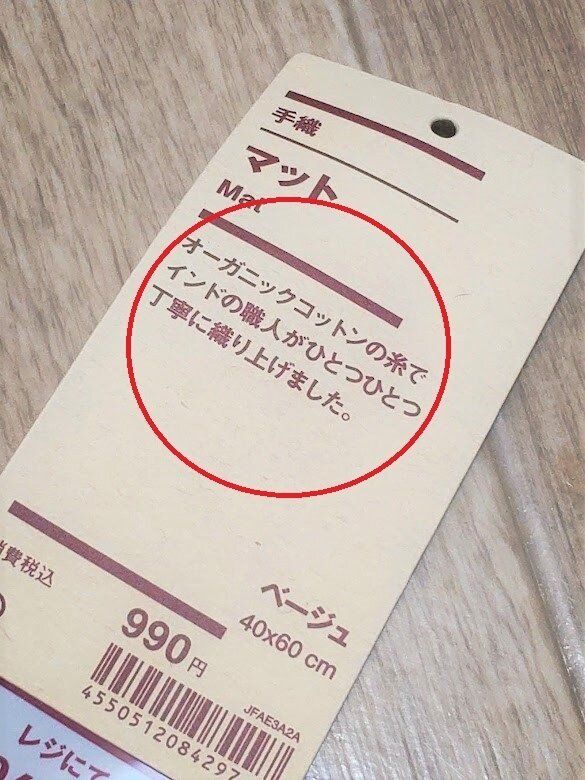 手織
マット
Mat
オーガニックコットンの糸で
インドの職人がひとつひとつ
丁寧に織り上げました。
消費税込
990円
ベージュ
40x60 cm
JFAE3A2A
4550512084297
レジにて